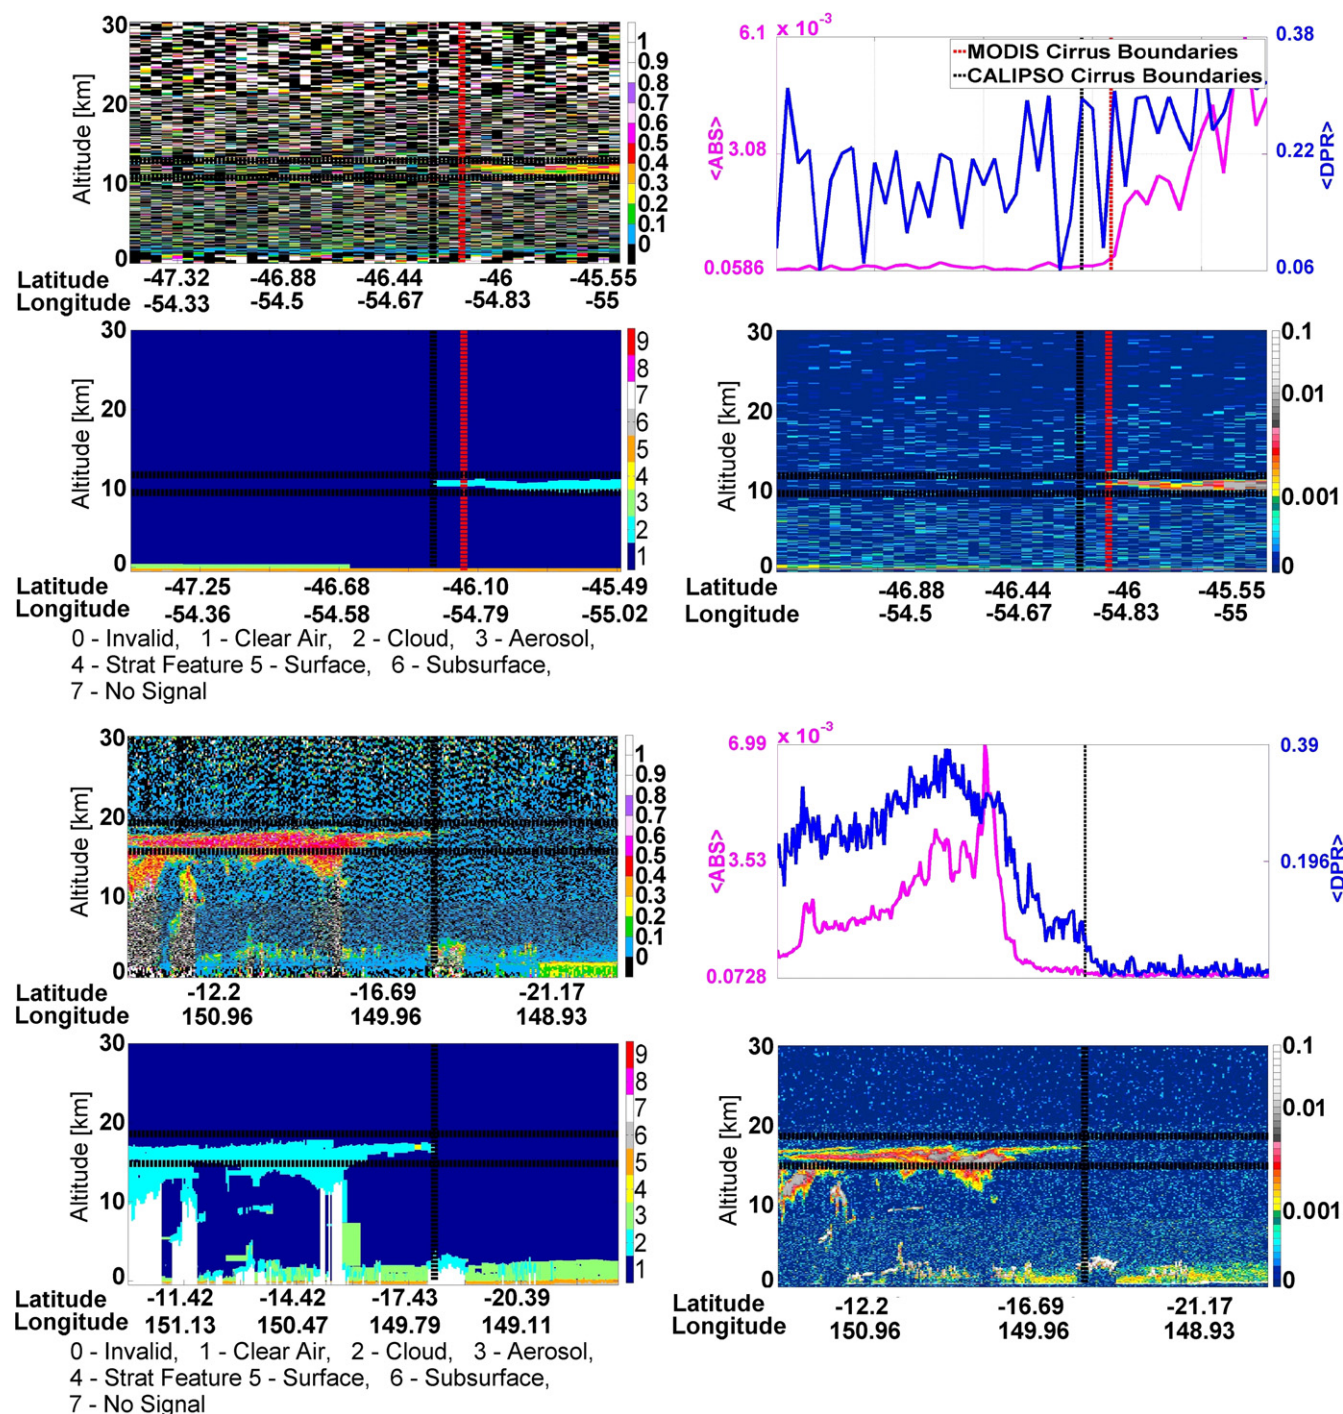 Altitude [km]
30
20
10
0
1
0.9
0.8
0.7
0.6
0.5
0.4
0.3
0.2
0.1
0
Latitude -47.32 -46.88 -46.44 -46 -45.55
Longitude -54.33 -54.5 -54.67 -54.83 -55
6.1 x 10^-3
3.08
0.0586
<ABS>
MODIS Cirrus Boundaries
CALIPSO Cirrus Boundaries
0.38
0.22
0.06
<DPR>
Altitude [km]
30
20
10
0
9
8
7
6
5
4
3
2
1
Latitude -47.25 -46.68 -46.10 -45.49
Longitude -54.36 -54.58 -54.79 -55.02
0 - Invalid, 1 - Clear Air, 2 - Cloud, 3 - Aerosol,
4 - Strat Feature 5 - Surface, 6 - Subsurface,
7 - No Signal
Altitude [km]
30
20
10
0
0.1
0.01
0.001
0
Latitude -46.88 -46.44 -46 -45.55
Longitude -54.5 -54.67 -54.83 -55
Altitude [km]
30
20
10
0
1
0.9
0.8
0.7
0.6
0.5
0.4
0.3
0.2
0.1
0
Latitude -12.2 -16.69 -21.17
Longitude 150.96 149.96 148.93
6.99 x 10^-3
3.53
0.0728
<ABS>
0.39
0.196
<DPR>
Altitude [km]
30
20
10
0
9
8
7
6
5
4
3
2
1
Latitude -11.42 -14.42 -17.43 -20.39
Longitude 151.13 150.47 149.79 149.11
0 - Invalid, 1 - Clear Air, 2 - Cloud, 3 - Aerosol,
4 - Strat Feature 5 - Surface, 6 - Subsurface,
7 - No Signal
Altitude [km]
30
20
10
0
0.1
0.01
0.001
0
Latitude -12.2 -16.69 -21.17
Longitude 150.96 149.96 148.93